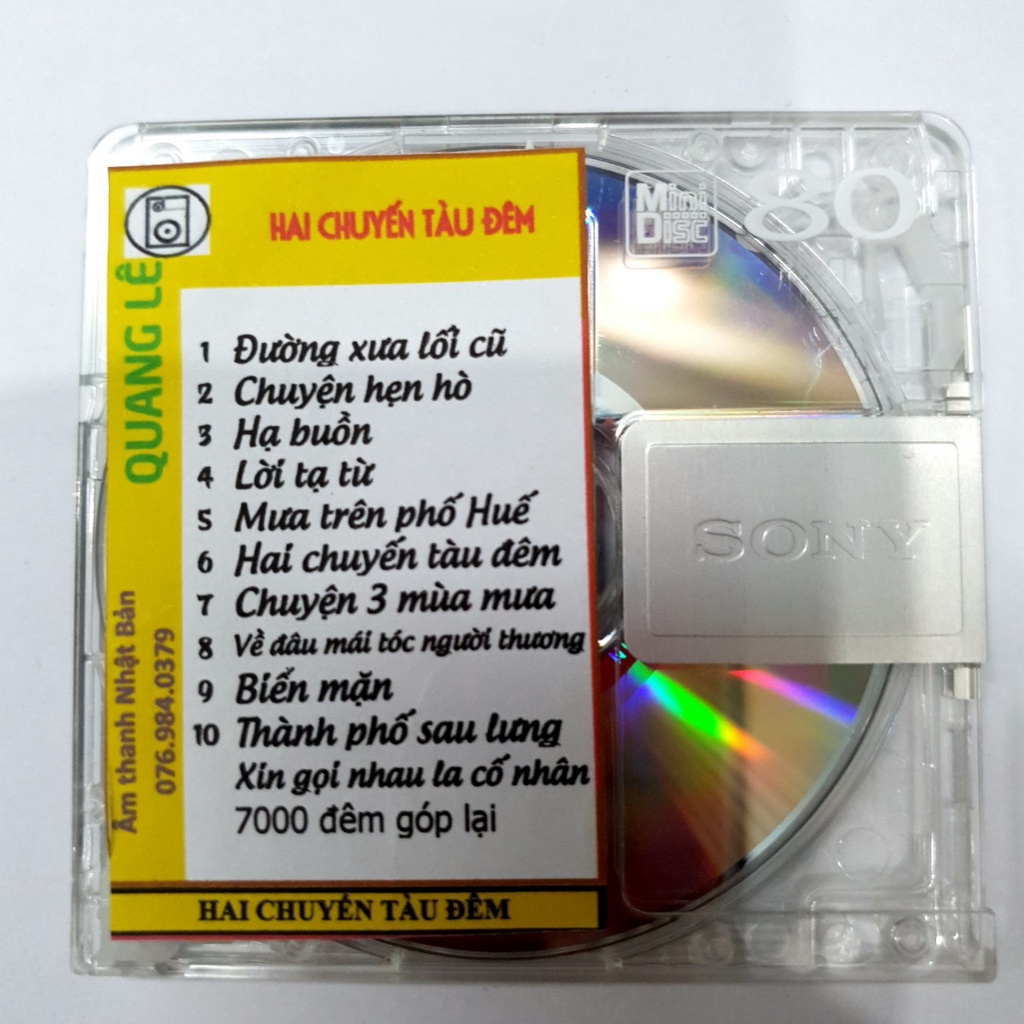 HAI CHUYẾN TÀU ĐÊM
QUANG LÊ
Âm thanh Nhật Bản
076.984.0379
1 Đường xưa lối cũ
2 Chuyện hẹn hò
3 Hạ buồn
4 Lời tạ từ
5 Mưa trên phố Huế
6 Hai chuyến tàu đêm
7 Chuyện 3 mùa mưa
8 Về đâu mái tóc người thương
9 Biển mặn
10 Thành phố sau lưng
Xin gọi nhau la cố nhân
7000 đêm góp lại
HAI CHUYẾN TÀU ĐÊM
Mini
Disc
80
SONY